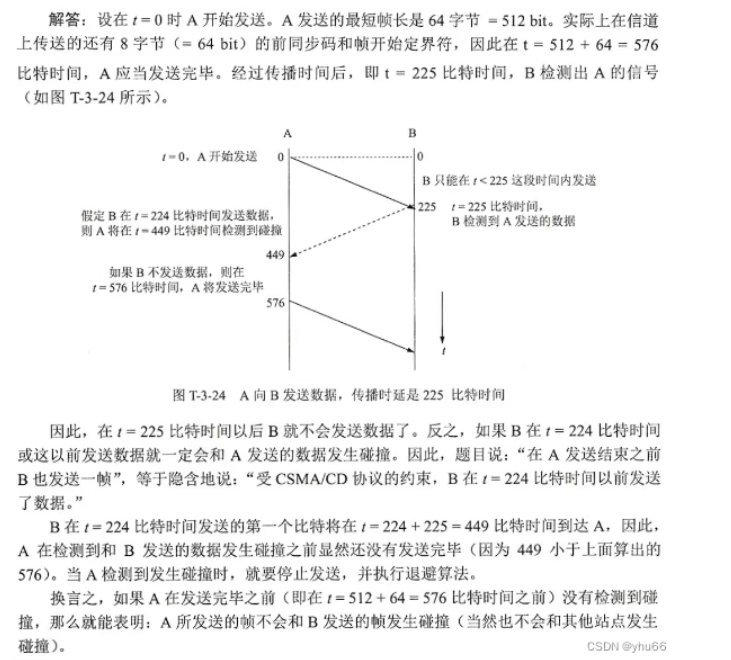 解答：设在 t = 0 时 A 开始发送。A 发送的最短帧长是 64 字节 = 512 bit。实际上在信道
上传送的还有 8 字节（= 64 bit）的前同步码和帧开始定界符，因此在 t = 512 + 64 = 576
比特时间，A 应当发送完毕。经过传播时间后，即 t = 225 比特时间，B 检测出 A 的信号
（如图 T-3-24 所示）。
A
B
t = 0，A 开始发送
0
0
B 只能在 t < 225 这段时间内发送
225
t = 225 比特时间，
B 检测到 A 发送的数据
假定 B 在 t = 224 比特时间发送数据，
则 A 将在 t = 449 比特时间检测到碰撞
449
如果 B 不发送数据，则在
t = 576 比特时间，A 将发送完毕
576
t
图 T-3-24 A 向 B 发送数据，传播时延是 225 比特时间
因此，在 t = 225 比特时间以后 B 就不会发送数据了。反之，如果 B 在 t = 224 比特时间
或这以前发送数据就一定会和 A 发送的数据发生碰撞。因此，题目说：“在 A 发送结束之前
B 也发送一帧”，等于隐含地说：“受 CSMA/CD 协议的约束，B 在 t = 224 比特时间以前发送
了数据。”
B 在 t = 224 比特时间发送的第一个比特将在 t = 224 + 225 = 449 比特时间到达 A，因此，
A 在检测到和 B 发送的数据发生碰撞之前显然还没有发送完毕（因为 449 小于上面算出的
576）。当 A 检测到发生碰撞时，就要停止发送，并执行退避算法。
换言之，如果 A 在发送完毕之前（即在 t = 512 + 64 = 576 比特时间之前）没有检测到碰
撞，那么就能表明：A 所发送的帧不会和 B 发送的帧发生碰撞（当然也不会和其他站点发生
碰撞）。
CSDN @yhu66